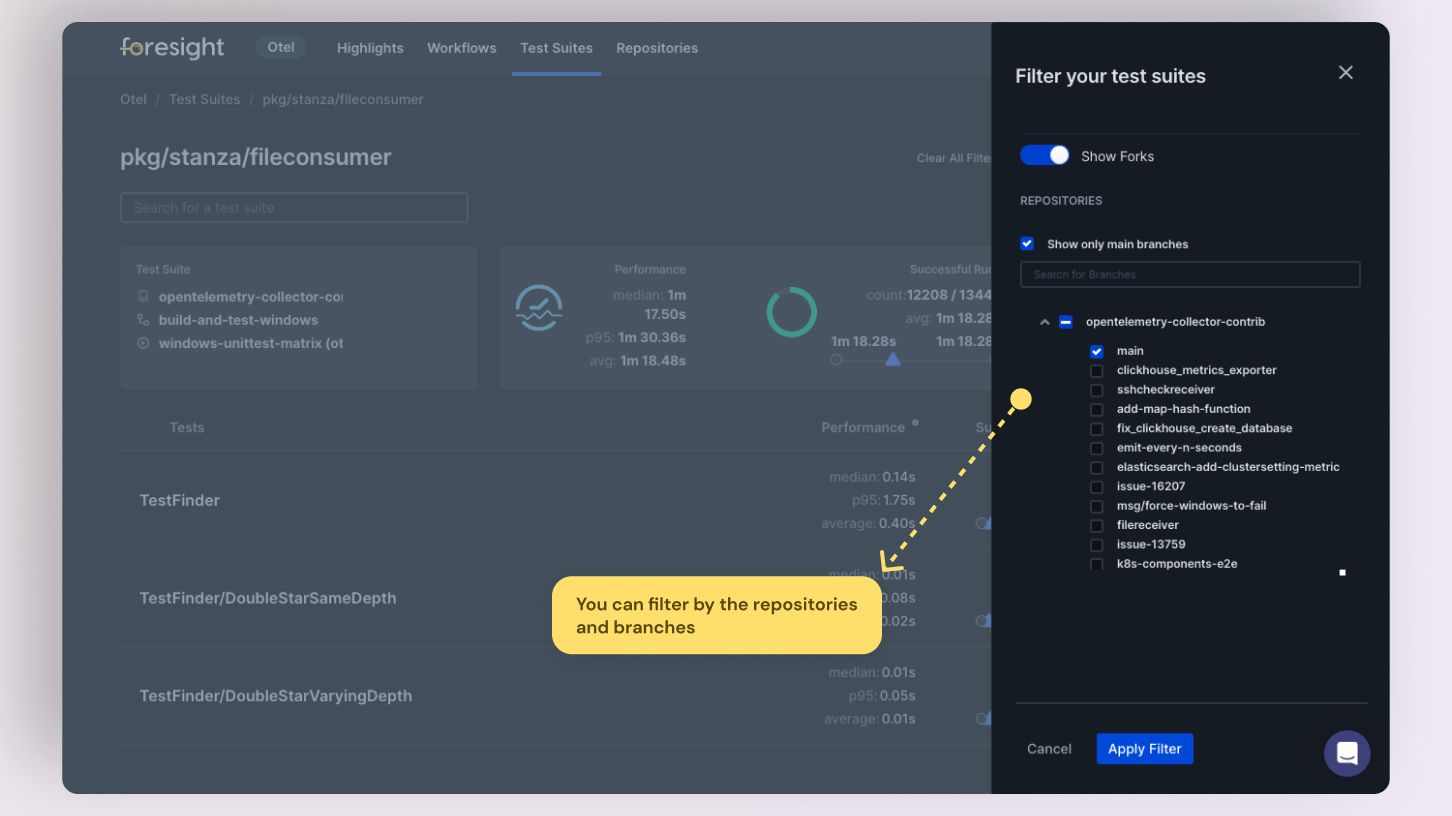 foresight
Otel
Highlights
Workflows
Test Suites
Repositories
Otel / Test Suites / pkg/stanza/fileconsumer
pkg/stanza/fileconsumer
Clear All Filte
Search for a test suite
Test Suite
opentelemetry-collector-co
build-and-test-windows
windows-unittest-matrix (ot
Performance
median: 1m
17.50s
p95: 1m 30.36s
avg: 1m 18.48s
Successful Ru
count:12208 / 1344
avg: 1m 18.28
1m 18.28s
1m 18.28
Tests
Performance
Su
TestFinder
median: 0.14s
p95: 1.75s
average: 0.40s
TestFinder/DoubleStarSameDepth
median: 0.01s
0.08s
0.02s
You can filter by the repositories
and branches
TestFinder/DoubleStarVaryingDepth
median: 0.01s
p95: 0.05s
average: 0.01s
Filter your test suites
Show Forks
REPOSITORIES
Show only main branches
Search for Branches
opentelemetry-collector-contrib
main
clickhouse_metrics_exporter
sshcheckreceiver
add-map-hash-function
fix_clickhouse_create_database
emit-every-n-seconds
elasticsearch-add-clustersetting-metric
issue-16207
msg/force-windows-to-fail
filereceiver
issue-13759
k8s-components-e2e
Cancel
Apply Filter